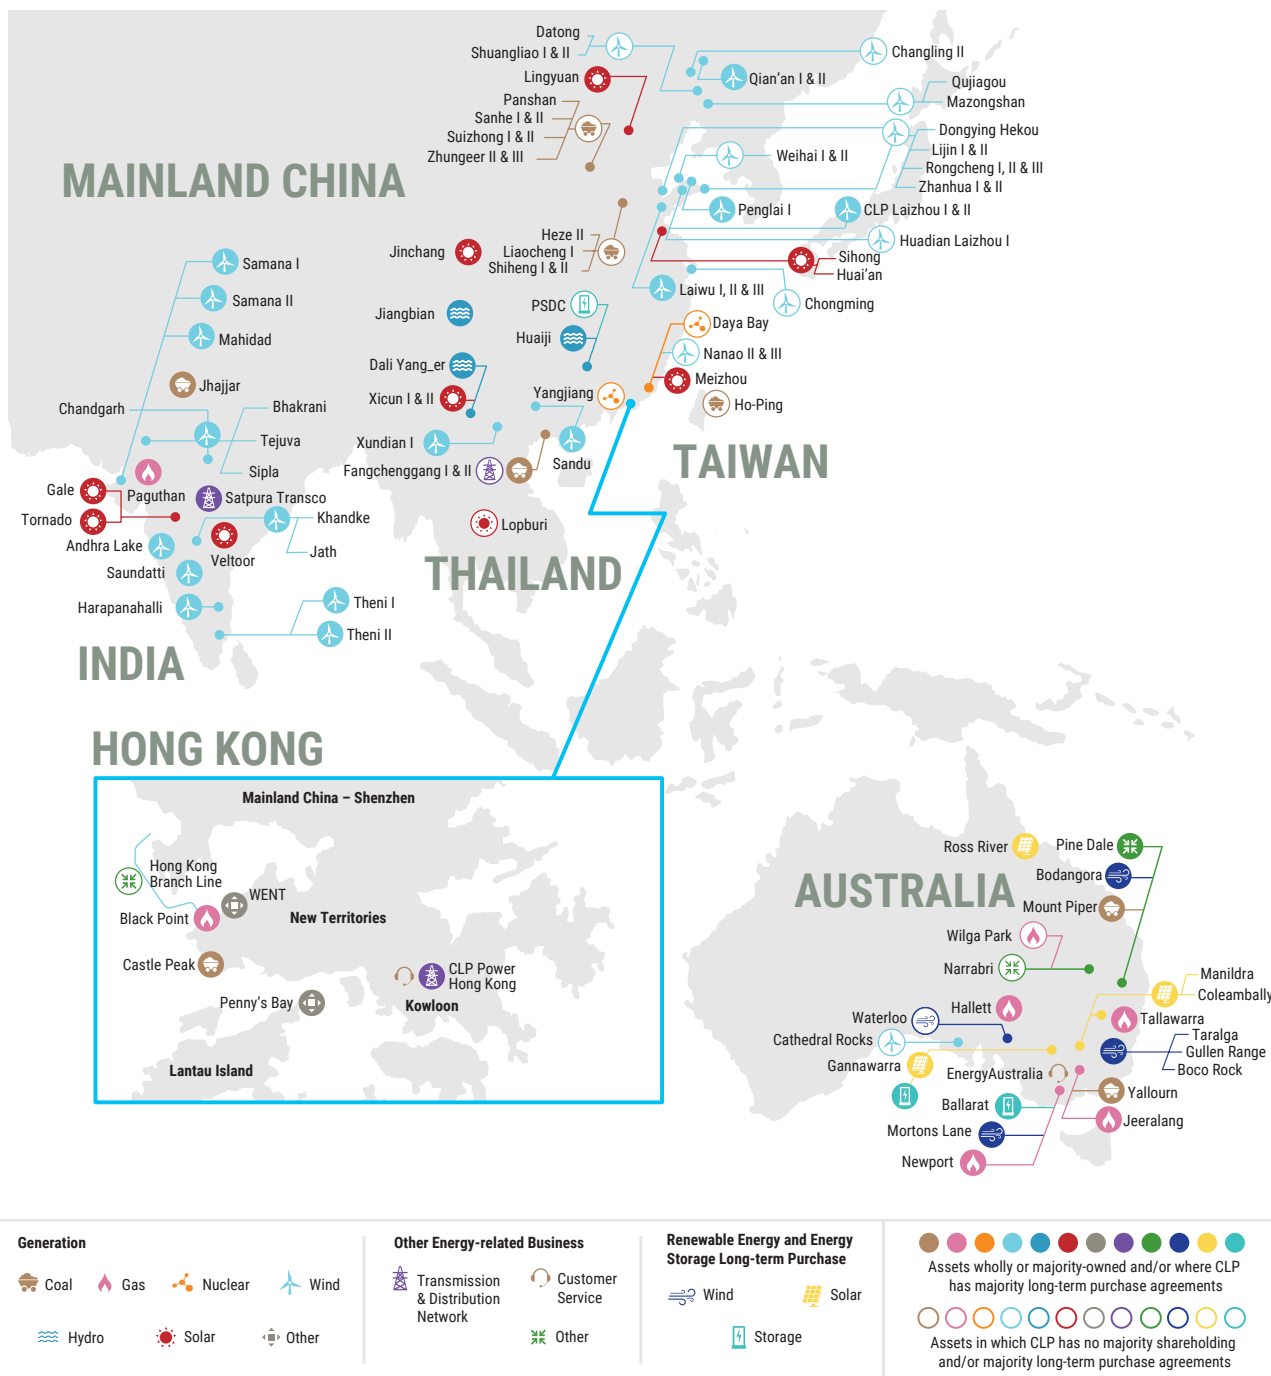 Datong
Shuangliao I & II
Lingyuan
Panshan
Sanhe I & II
Suizhong I & II
Zhungeer II & III
Changling II
Qian'an I & II
Qujiagou
Mazongshan
Dongying Hekou
Lijin I & II
Rongcheng I, II & III
Zhanhua I & II
Weihai I & II
Penglai I
CLP Laizhou I & II
Huadian Laizhou I
Sihong
Huai'an
Laiwu I, II & III
Chongming
MAINLAND CHINA
Heze II
Liaocheng I
Shiheng I & II
Jinchang
Jiangbian
PSDC
Huaiji
Dali Yang_er
Xicun I & II
Xundian I
Fangchenggang I & II
Yangjiang
Sandu
Daya Bay
Nanao II & III
Meizhou
Ho-Ping
TAIWAN
Samana I
Samana II
Mahidad
Jhajjar
Chandgarh
Bhakrani
Tejuva
Sipla
Paguthan
Satpura Transco
Gale
Tornado
Khandke
Jath
Andhra Lake
Veltoor
Saundatti
Harapanahalli
Theni I
Theni II
INDIA
Lopburi
THAILAND
HONG KONG
Mainland China – Shenzhen
Hong Kong
Branch Line
WENT
Black Point
New Territories
Castle Peak
CLP Power
Hong Kong
Kowloon
Penny's Bay
Lantau Island
AUSTRALIA
Ross River
Pine Dale
Bodangora
Mount Piper
Wilga Park
Narrabri
Manildra
Coleambally
Hallett
Tallawarra
Waterloo
Cathedral Rocks
Taralga
Gullen Range
Boco Rock
Gannawarra
EnergyAustralia
Yallourn
Ballarat
Jeeralang
Mortons Lane
Newport
Generation
Coal
Gas
Nuclear
Wind
Hydro
Solar
Other
Other Energy-related Business
Transmission
& Distribution
Network
Customer
Service
Other
Renewable Energy and Energy
Storage Long-term Purchase
Wind
Solar
Storage
Assets wholly or majority-owned and/or where CLP
has majority long-term purchase agreements
Assets in which CLP has no majority shareholding
and/or majority long-term purchase agreements